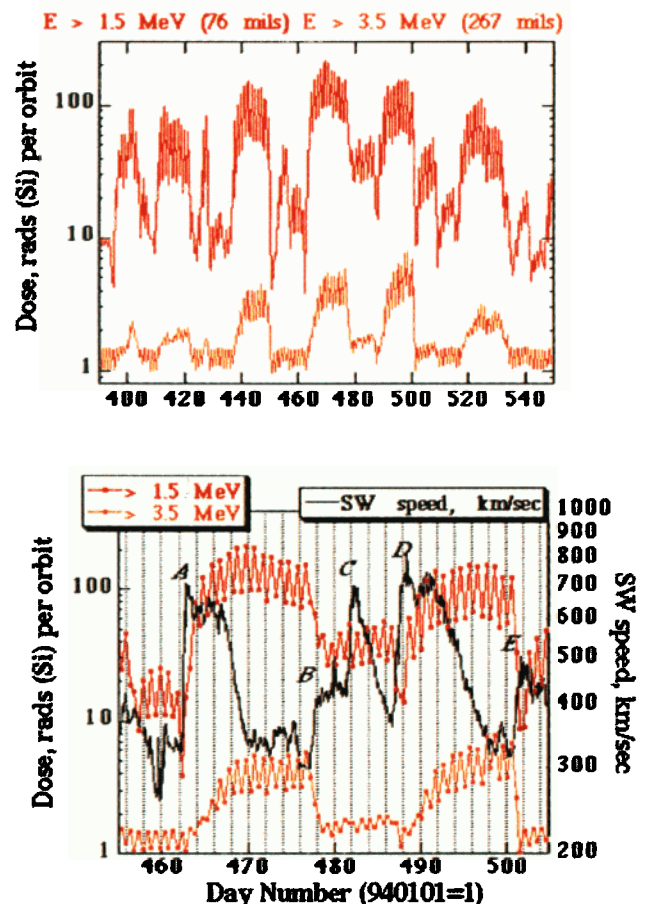 E > 1.5 MeV (76 mils) E > 3.5 MeV (267 mils)
Dose, rads (Si) per orbit
100
10
1
400 420 440 460 480 500 520 540
> 1.5 MeV
> 3.5 MeV
SW speed, km/sec
Dose, rads (Si) per orbit
100
10
1
A
B
C
D
E
1000
900
800
700
600
500
400
300
200
SW speed, km/sec
460 470 480 490 500
Day Number (940101=1)